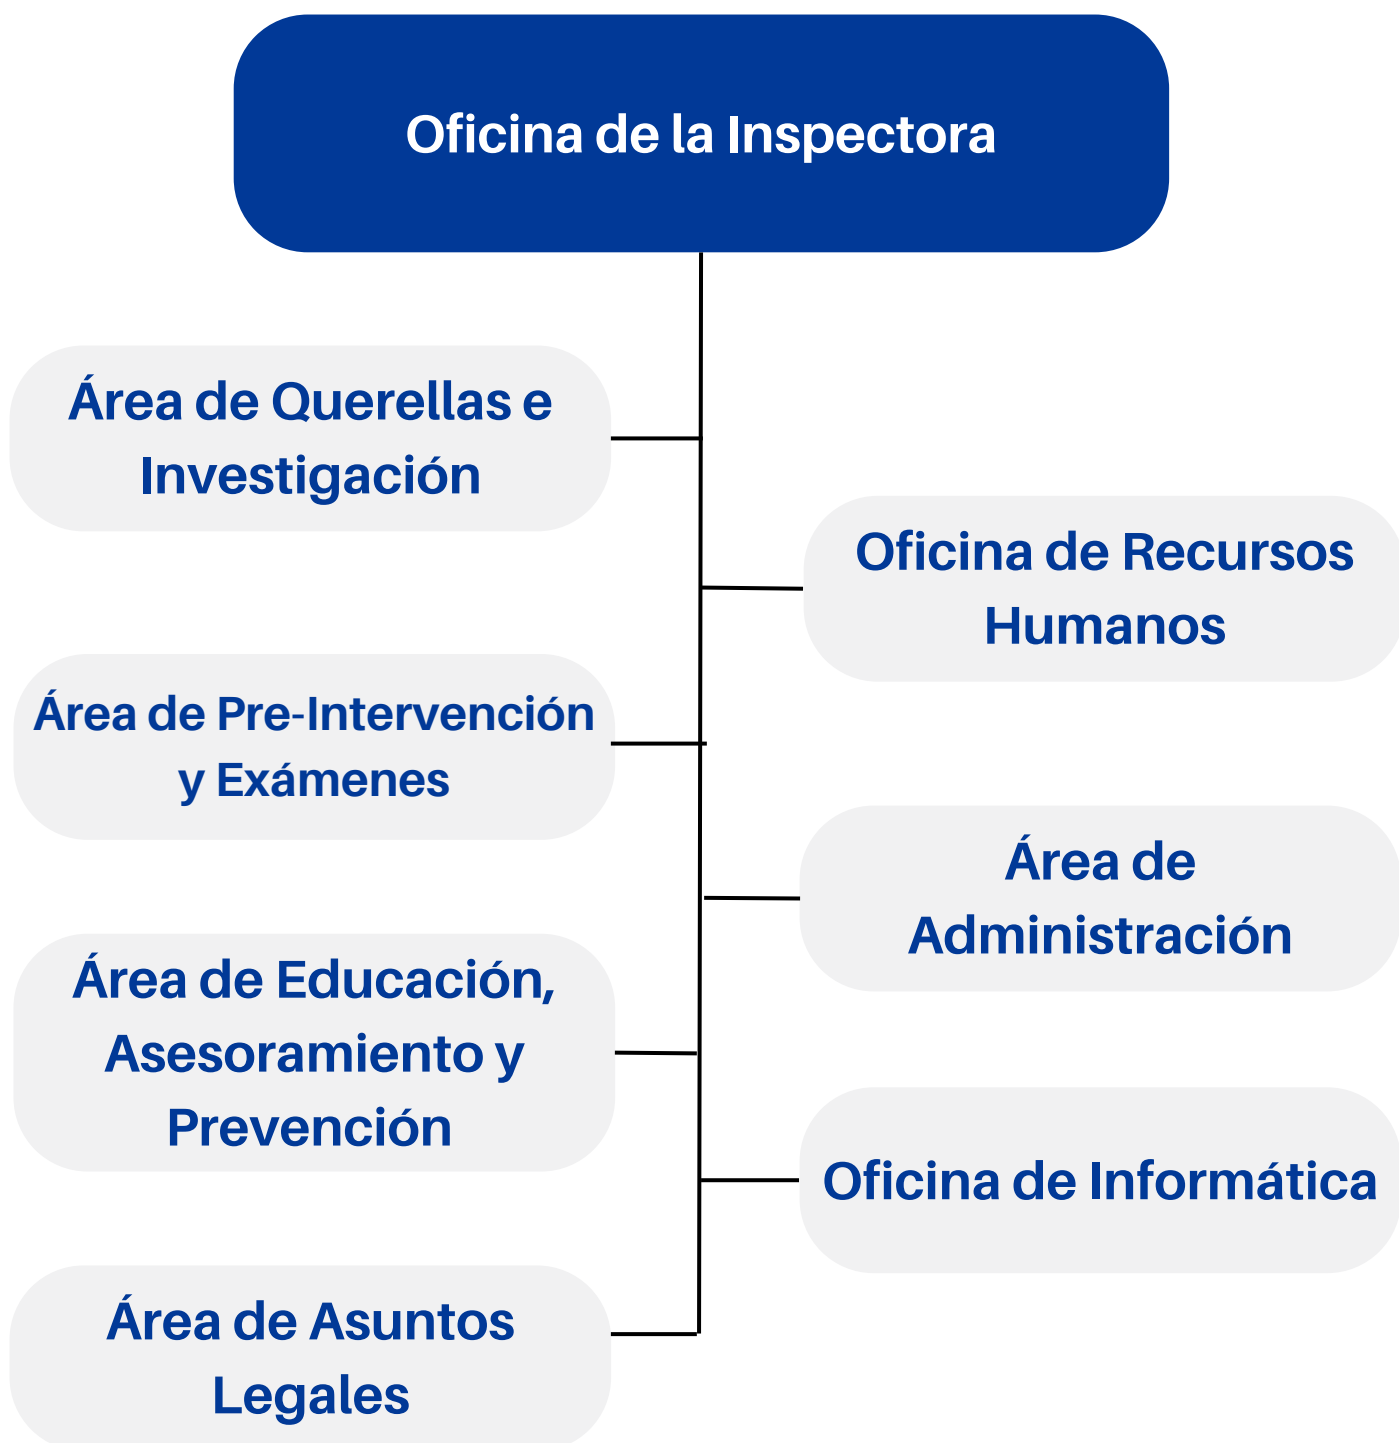 Oficina de la Inspectora
Área de Querellas e
Investigación
Oficina de Recursos
Humanos
Área de Pre-Intervención
y Exámenes
Área de
Administración
Área de Educación,
Asesoramiento y
Prevención
Oficina de Informática
Área de Asuntos
Legales